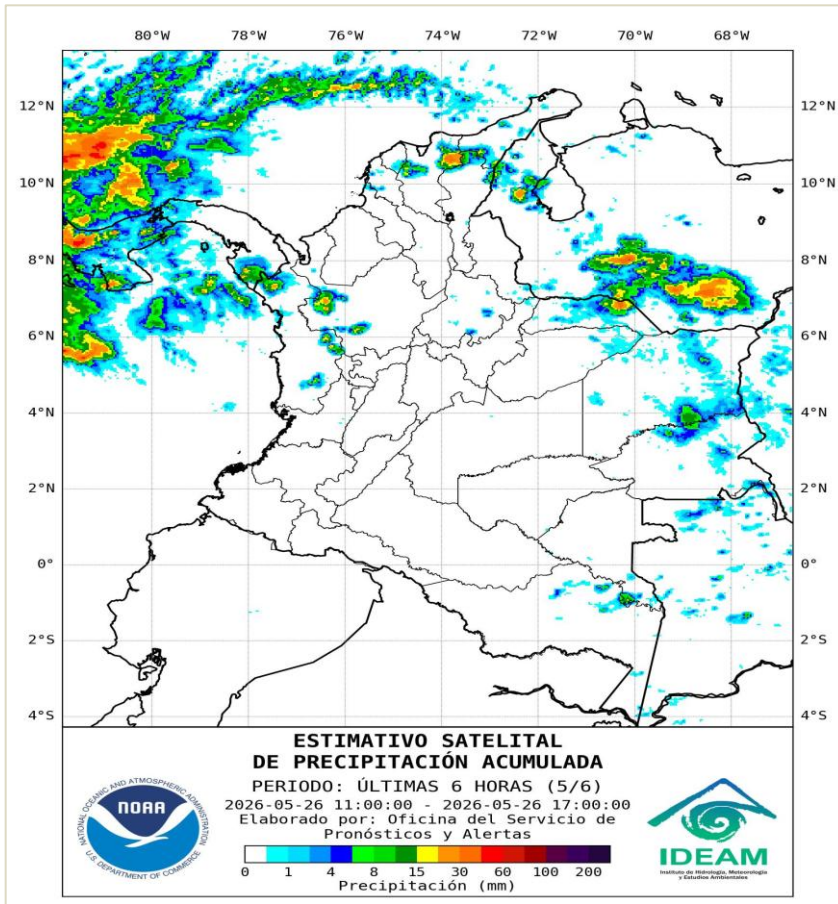 80°W 78°W 76°W 74°W 72°W 70°W 68°W
12°N 12°N
10°N 10°N
8°N 8°N
6°N 6°N
4°N 4°N
2°N 2°N
0° 0°
2°S 2°S
4°S 4°S
ESTIMATIVO SATELITAL
DE PRECIPITACIÓN ACUMULADA
PERIODO: ÚLTIMAS 6 HORAS (5/6)
2026-05-26 11:00:00 - 2026-05-26 17:00:00
Elaborado por: Oficina del Servicio de
Pronósticos y Alertas
0 1 4 8 15 30 60 100 200
Precipitación (mm)
NATIONAL OCEANIC AND ATMOSPHERIC ADMINISTRATION
NOAA
U.S. DEPARTMENT OF COMMERCE
IDEAM
Instituto de Hidrología, Meteorología
y Estudios Ambientales